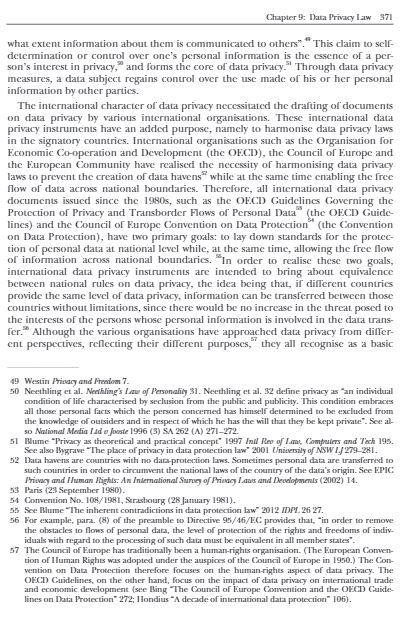 Chapter 9: Data Privacy Law 371
what extent information about them is communicated to others”.49 This claim to self-
determination or control over one’s personal information is the essence of a per-
son’s interest in privacy,50 and forms the core of data privacy.51 Through data privacy
measures, a data subject regains control over the use made of his or her personal
information by other parties.
The international character of data privacy necessitated the drafting of documents
on data privacy by various international organisations. These international data
privacy instruments have an added purpose, namely to harmonise data privacy laws
in the signatory countries. International organisations such as the Organisation for
Economic Co-operation and Development (the OECD), the Council of Europe and
the European Community have realised the necessity of harmonising data privacy
laws to prevent the creation of data havens52 while at the same time enabling the free
flow of data across national boundaries. Therefore, all international data privacy
documents issued since the 1980s, such as the OECD Guidelines Governing the
Protection of Privacy and Transborder Flows of Personal Data53 (the OECD Guide-
lines) and the Council of Europe Convention on Data Protection54 (the Convention
on Data Protection), have two primary goals: to lay down standards for the protec-
tion of personal data at national level while, at the same time, allowing the free flow
of information across national boundaries. 55In order to realise these two goals,
international data privacy instruments are intended to bring about equivalence
between national rules on data privacy, the idea being that, if different countries
provide the same level of data privacy, information can be transferred between those
countries without limitations, since there would be no increase in the threat posed to
the interests of the persons whose personal information is involved in the data trans-
fer.56 Although the various organisations have approached data privacy from differ-
ent perspectives, reflecting their different purposes,57 they all recognise as a basic
49 Westin Privacy and Freedom 7.
50 Neethling et al. Neethling’s Law of Personality 31. Neethling et al. 32 define privacy as “an individual
condition of life characterised by seclusion from the public and publicity. This condition embraces
all those personal facts which the person concerned has himself determined to be excluded from
the knowledge of outsiders and in respect of which he has the will that they be kept private”. See al-
so National Media Ltd v Jooste 1996 (3) SA 262 (A) 271–272.
51 Blume “Privacy as theoretical and practical concept” 1997 Intl Rev of Law, Computers and Tech 195.
See also Bygrave “The place of privacy in data protection law” 2001 University of NSW LJ 279–281.
52 Data havens are countries with no data-protection laws. Sometimes personal data are transferred to
such countries in order to circumvent the national laws of the country of the data’s origin. See EPIC
Privacy and Human Rights: An International Survey of Privacy Laws and Developments (2002) 14.
53 Paris (23 September 1980).
54 Convention No. 108/1981, Strasbourg (28 January 1981).
55 See Blume “The inherent contradictions in data protection law” 2012 IDPL 26 27.
56 For example, para. (8) of the preamble to Directive 95/46/EC provides that, “in order to remove
the obstacles to flows of personal data, the level of protection of the rights and freedoms of indiv-
iduals with regard to the processing of such data must be equivalent in all member states”.
57 The Council of Europe has traditionally been a human-rights organisation. (The European Conven-
tion of Human Rights was adopted under the auspices of the Council of Europe in 1950.) The Con-
vention on Data Protection therefore focuses on the human-rights aspect of data privacy. The
OECD Guidelines, on the other hand, focus on the impact of data privacy on international trade
and economic development (see Bing “The Council of Europe Convention and the OECD Guide-
lines on Data Protection” 272; Hondius “A decade of international data protection” 106).